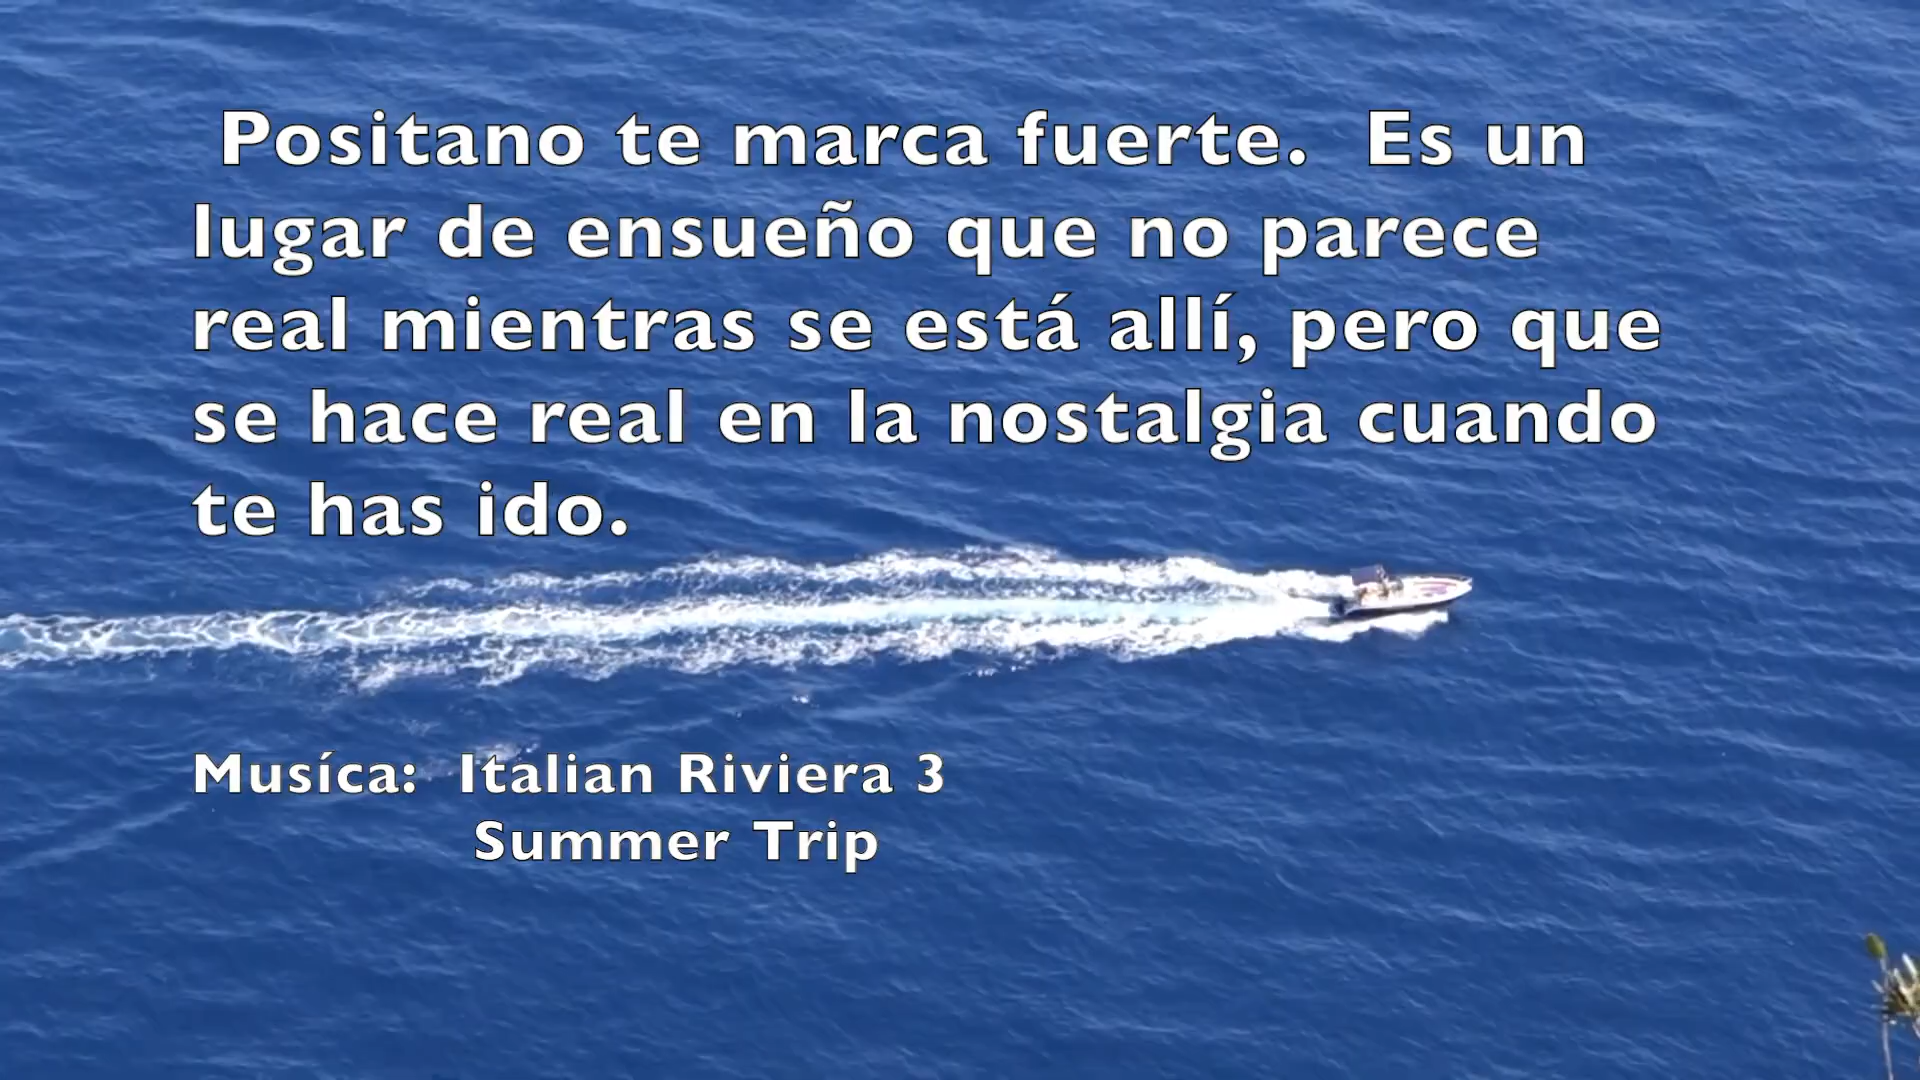 Positano te marca fuerte. Es un
lugar de ensueño que no parece
real mientras se está allí, pero que
se hace real en la nostalgia cuando
te has ido.
Musíca: Italian Riviera 3
Summer Trip